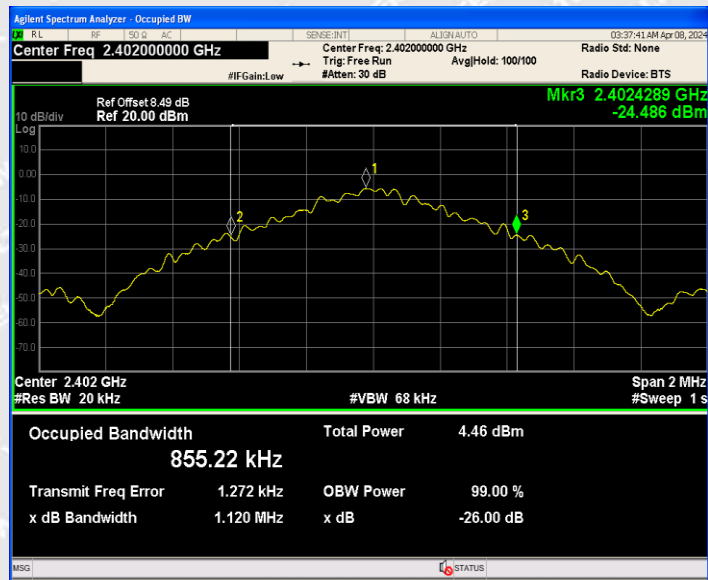 Agilent Spectrum Analyzer - Occupied BW
RL RF 50 Ω AC SENSE:INT ALIGN AUTO 03:37:41 AM Apr 08, 2024
Center Freq 2.402000000 GHz
Center Freq: 2.402000000 GHz
Radio Std: None
Trig: Free Run Avg|Hold: 100/100
#IFGain:Low #Atten: 30 dB Radio Device: BTS
Mkr3 2.4024289 GHz
-24.486 dBm
Ref Offset 8.49 dB
10 dB/div Ref 20.00 dBm
Log
10.0
0.00
-10.0
-20.0
-30.0
-40.0
-50.0
-60.0
-70.0
1
2
3
Center 2.402 GHz Span 2 MHz
#Res BW 20 kHz #VBW 68 kHz #Sweep 1 s
Occupied Bandwidth Total Power 4.46 dBm
855.22 kHz
Transmit Freq Error 1.272 kHz OBW Power 99.00 %
x dB Bandwidth 1.120 MHz x dB -26.00 dB
MSG STATUS